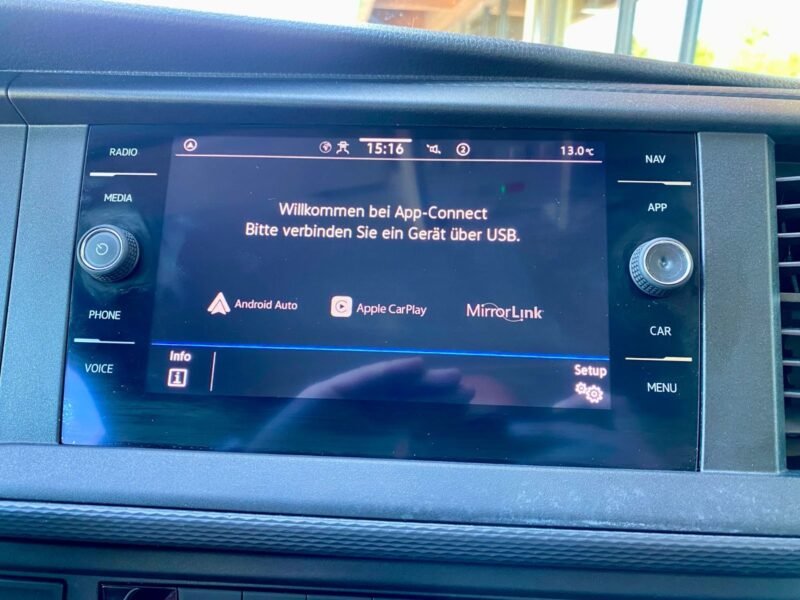 RADIO
MEDIA
PHONE
VOICE
15:16
2
13.0°C
Willkommen bei App-Connect
Bitte verbinden Sie ein Gerät über USB.
Android Auto
Apple CarPlay
MirrorLink
Info
Setup
NAV
APP
CAR
MENU